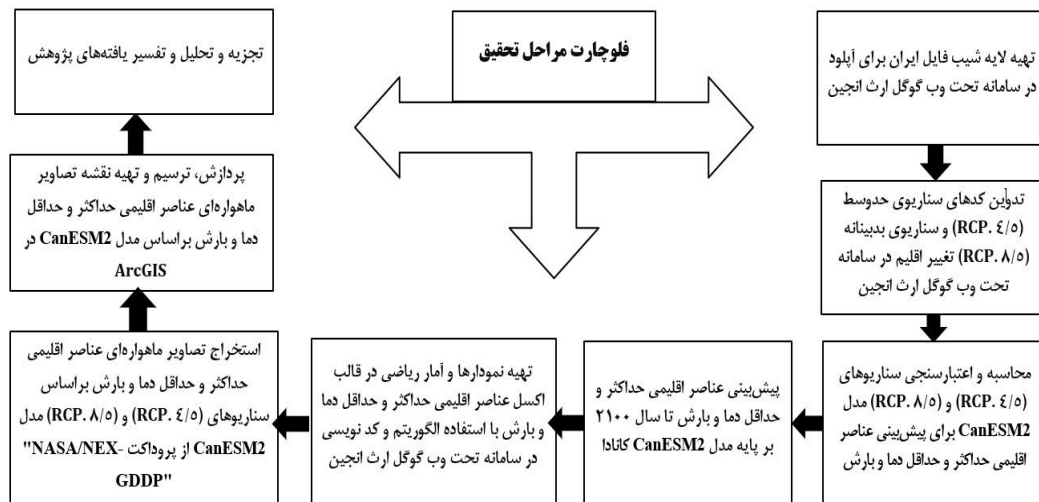 فلوچارت مراحل تحقیق
تهیه لایه شیب فایل ایران برای آپلود
در سامانه تحت وب گوگل ارث انجین
تدوین کدهای سناریوی حدوسط
(RCP. ٤/٥) و سناریوی بدبینانه
(RCP. ٨/٥) تغییر اقلیم در سامانه
تحت وب گوگل ارث انجین
محاسبه و اعتبارسنجی سناریوهای
(RCP. ٤/٥) و (RCP. ٨/٥) مدل
CanESM2 برای پیش‌بینی عناصر
اقلیمی حداکثر و حداقل دما و بارش
پیش‌بینی عناصر اقلیمی حداکثر و
حداقل دما و بارش تا سال ۲۱۰۰
بر پایه مدل CanESM2 کانادا
تهیه نمودارها و آمار ریاضی در قالب
اکسل عناصر اقلیمی حداکثر و حداقل دما
و بارش با استفاده الگوریتم و کد نویسی
در سامانه تحت وب گوگل ارث انجین
استخراج تصاویر ماهواره‌ای عناصر اقلیمی
حداکثر و حداقل دما و بارش براساس
سناریوهای (RCP. ٤/٥) و (RCP. ٨/٥) مدل
CanESM2 از پروداکت "NASA/NEX-
GDDP"
پردازش، ترسیم و تهیه نقشه تصاویر
ماهواره‌ای عناصر اقلیمی حداکثر و حداقل
دما و بارش براساس مدل CanESM2 در
ArcGIS
تجزیه و تحلیل و تفسیر یافته‌های پژوهش